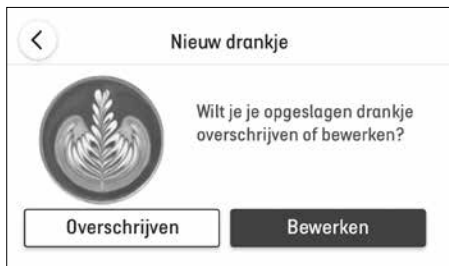 Nieuw drankje
Wilt je je opgeslagen drankje
overschrijven of bewerken?
Overschrijven
Bewerken